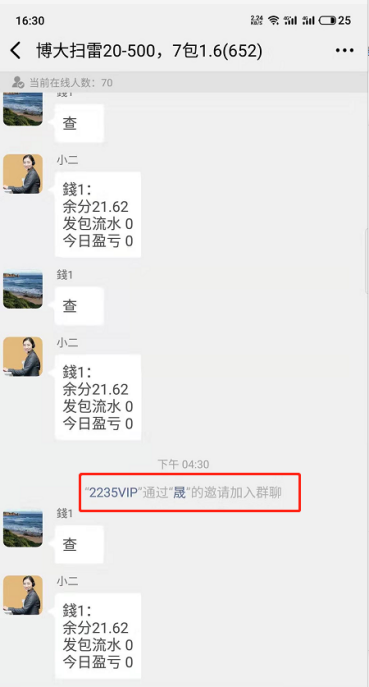 16:30
2.24 KB/S 5G 5G 25
博大扫雷20-500，7包1.6(652)
当前在线人数：70
查
小二
錢1：
余分21.62
发包流水 0
今日盈亏 0
錢1
查
小二
錢1：
余分21.62
发包流水 0
今日盈亏 0
下午 04:30
"2235VIP"通过"晟"的邀请加入群聊
錢1
查
小二
錢1：
余分21.62
发包流水 0
今日盈亏 0